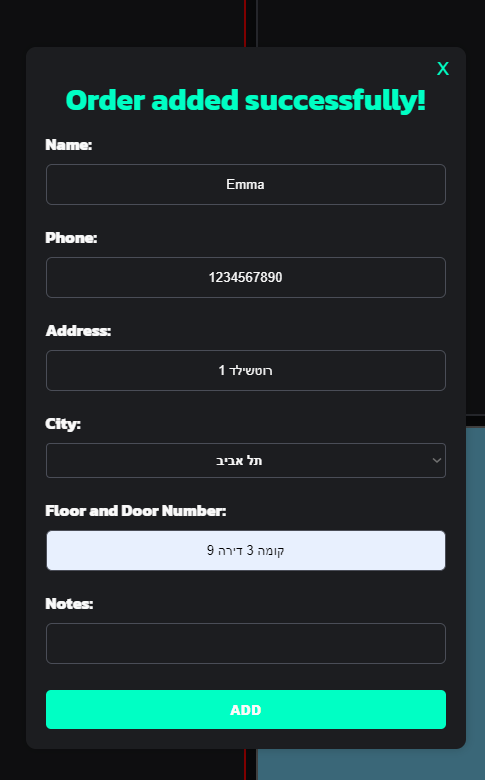 X
Order added successfully!
Name:
Emma
Phone:
1234567890
Address:
רוטשילד 1
City:
תל אביב
Floor and Door Number:
קומה 3 דירה 9
Notes:
ADD